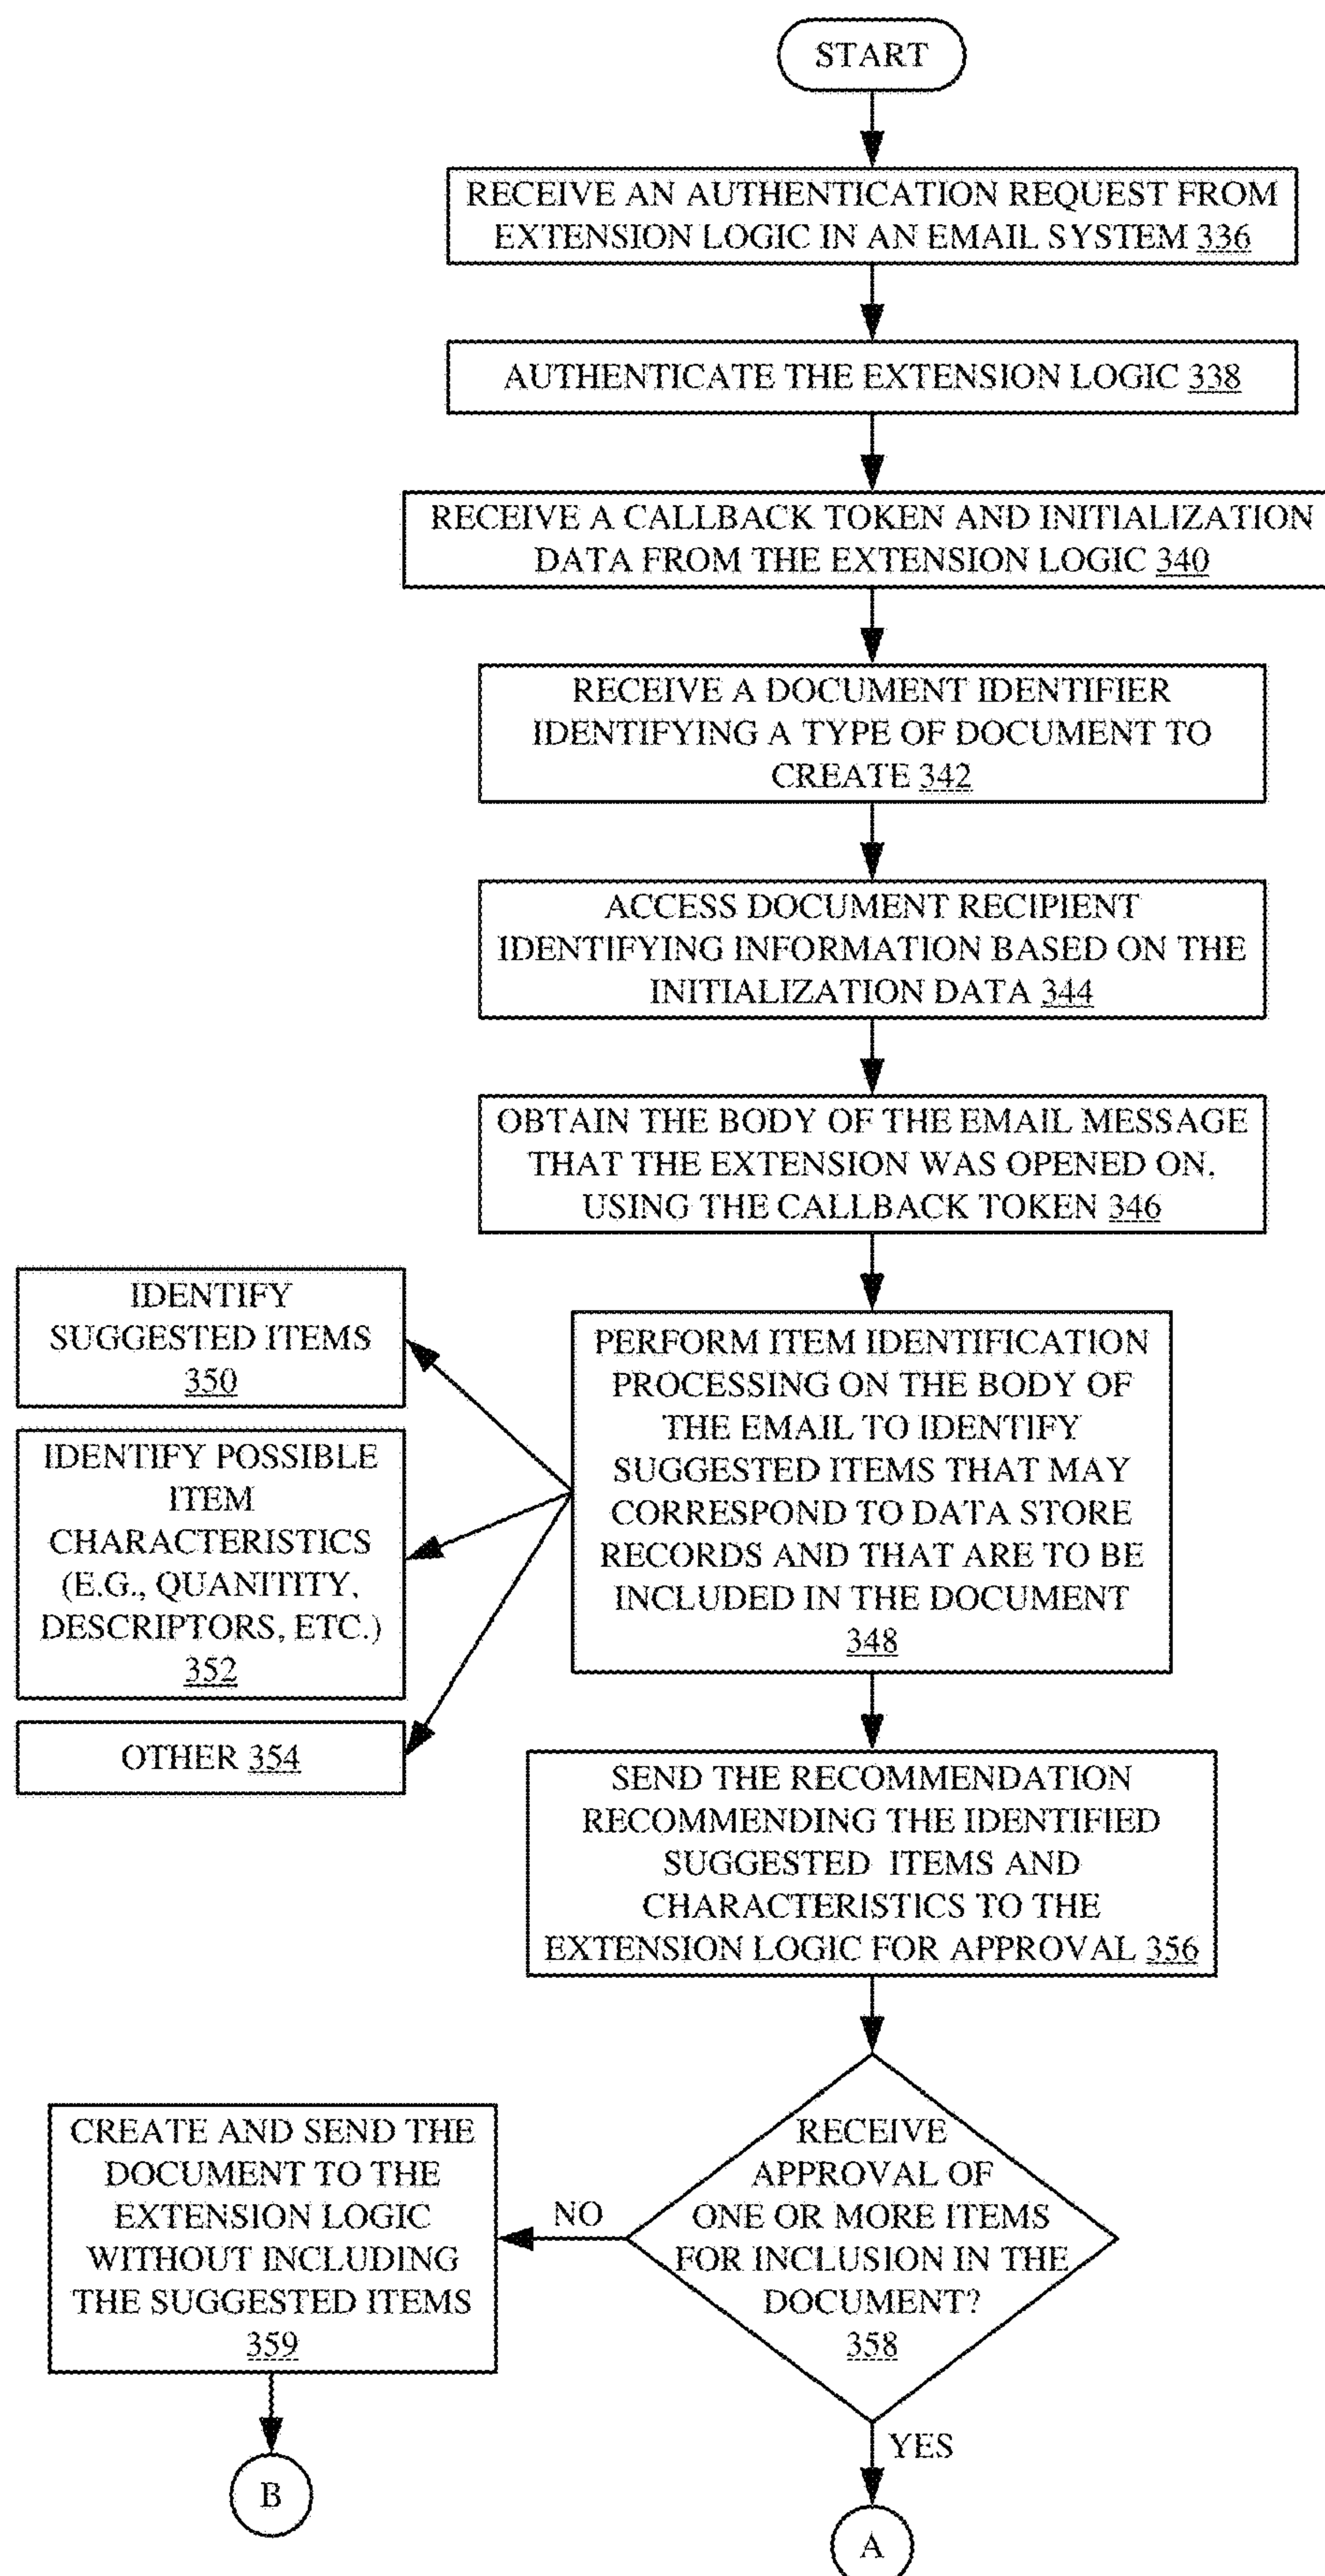 START
RECEIVE AN AUTHENTICATION REQUEST FROM
EXTENSION LOGIC IN AN EMAIL SYSTEM 336
AUTHENTICATE THE EXTENSION LOGIC 338
RECEIVE A CALLBACK TOKEN AND INITIALIZATION
DATA FROM THE EXTENSION LOGIC 340
RECEIVE A DOCUMENT IDENTIFIER
IDENTIFYING A TYPE OF DOCUMENT TO
CREATE 342
ACCESS DOCUMENT RECIPIENT
IDENTIFYING INFORMATION BASED ON THE
INITIALIZATION DATA 344
OBTAIN THE BODY OF THE EMAIL MESSAGE
THAT THE EXTENSION WAS OPENED ON,
USING THE CALLBACK TOKEN 346
PERFORM ITEM IDENTIFICATION
PROCESSING ON THE BODY OF
THE EMAIL TO IDENTIFY
SUGGESTED ITEMS THAT MAY
CORRESPOND TO DATA STORE
RECORDS AND THAT ARE TO BE
INCLUDED IN THE DOCUMENT
348
IDENTIFY
SUGGESTED ITEMS
350
IDENTIFY POSSIBLE
ITEM
CHARACTERISTICS
(E.G., QUANITITY,
DESCRIPTORS, ETC.)
352
OTHER 354
SEND THE RECOMMENDATION
RECOMMENDING THE IDENTIFIED
SUGGESTED ITEMS AND
CHARACTERISTICS TO THE
EXTENSION LOGIC FOR APPROVAL 356
RECEIVE
APPROVAL OF
ONE OR MORE ITEMS
FOR INCLUSION IN THE
DOCUMENT?
358
NO
CREATE AND SEND THE
DOCUMENT TO THE
EXTENSION LOGIC
WITHOUT INCLUDING
THE SUGGESTED ITEMS
359
B
YES
A